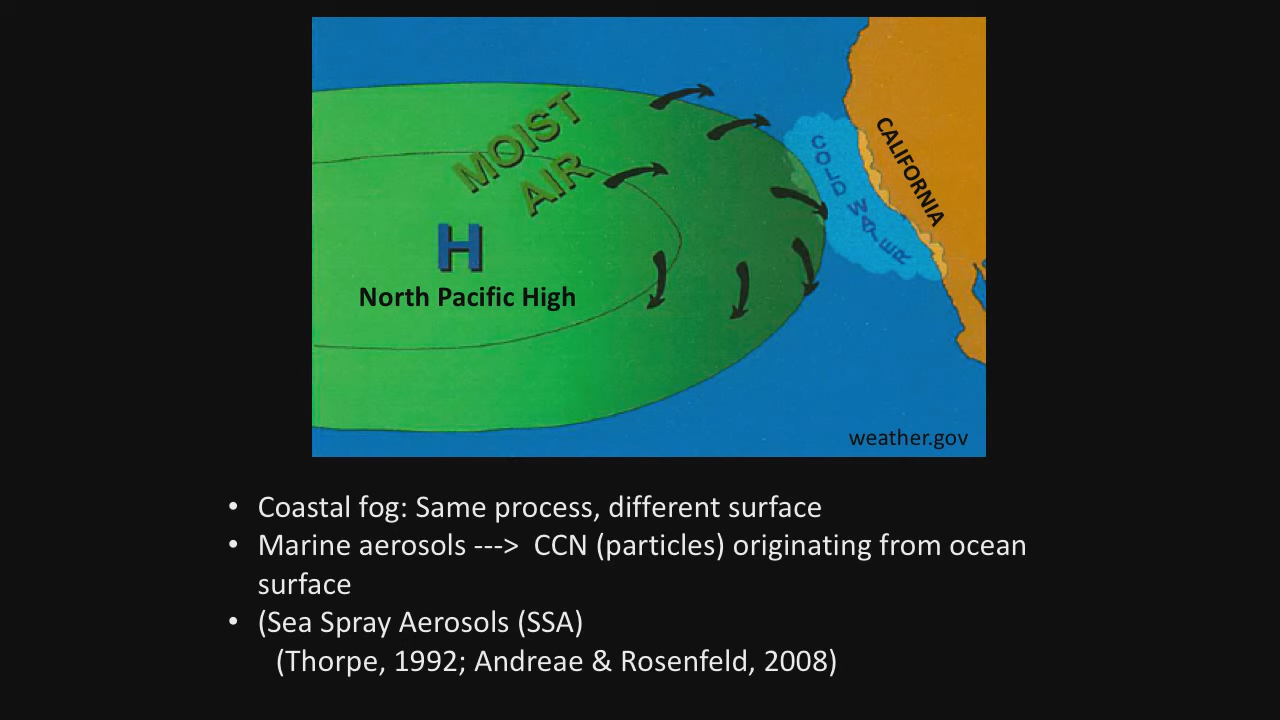 MOIST
AIR
H
North Pacific High
COLD WATER
CALIFORNIA
weather.gov
• Coastal fog: Same process, different surface
• Marine aerosols ---> CCN (particles) originating from ocean
surface
• (Sea Spray Aerosols (SSA)
(Thorpe, 1992; Andreae & Rosenfeld, 2008)